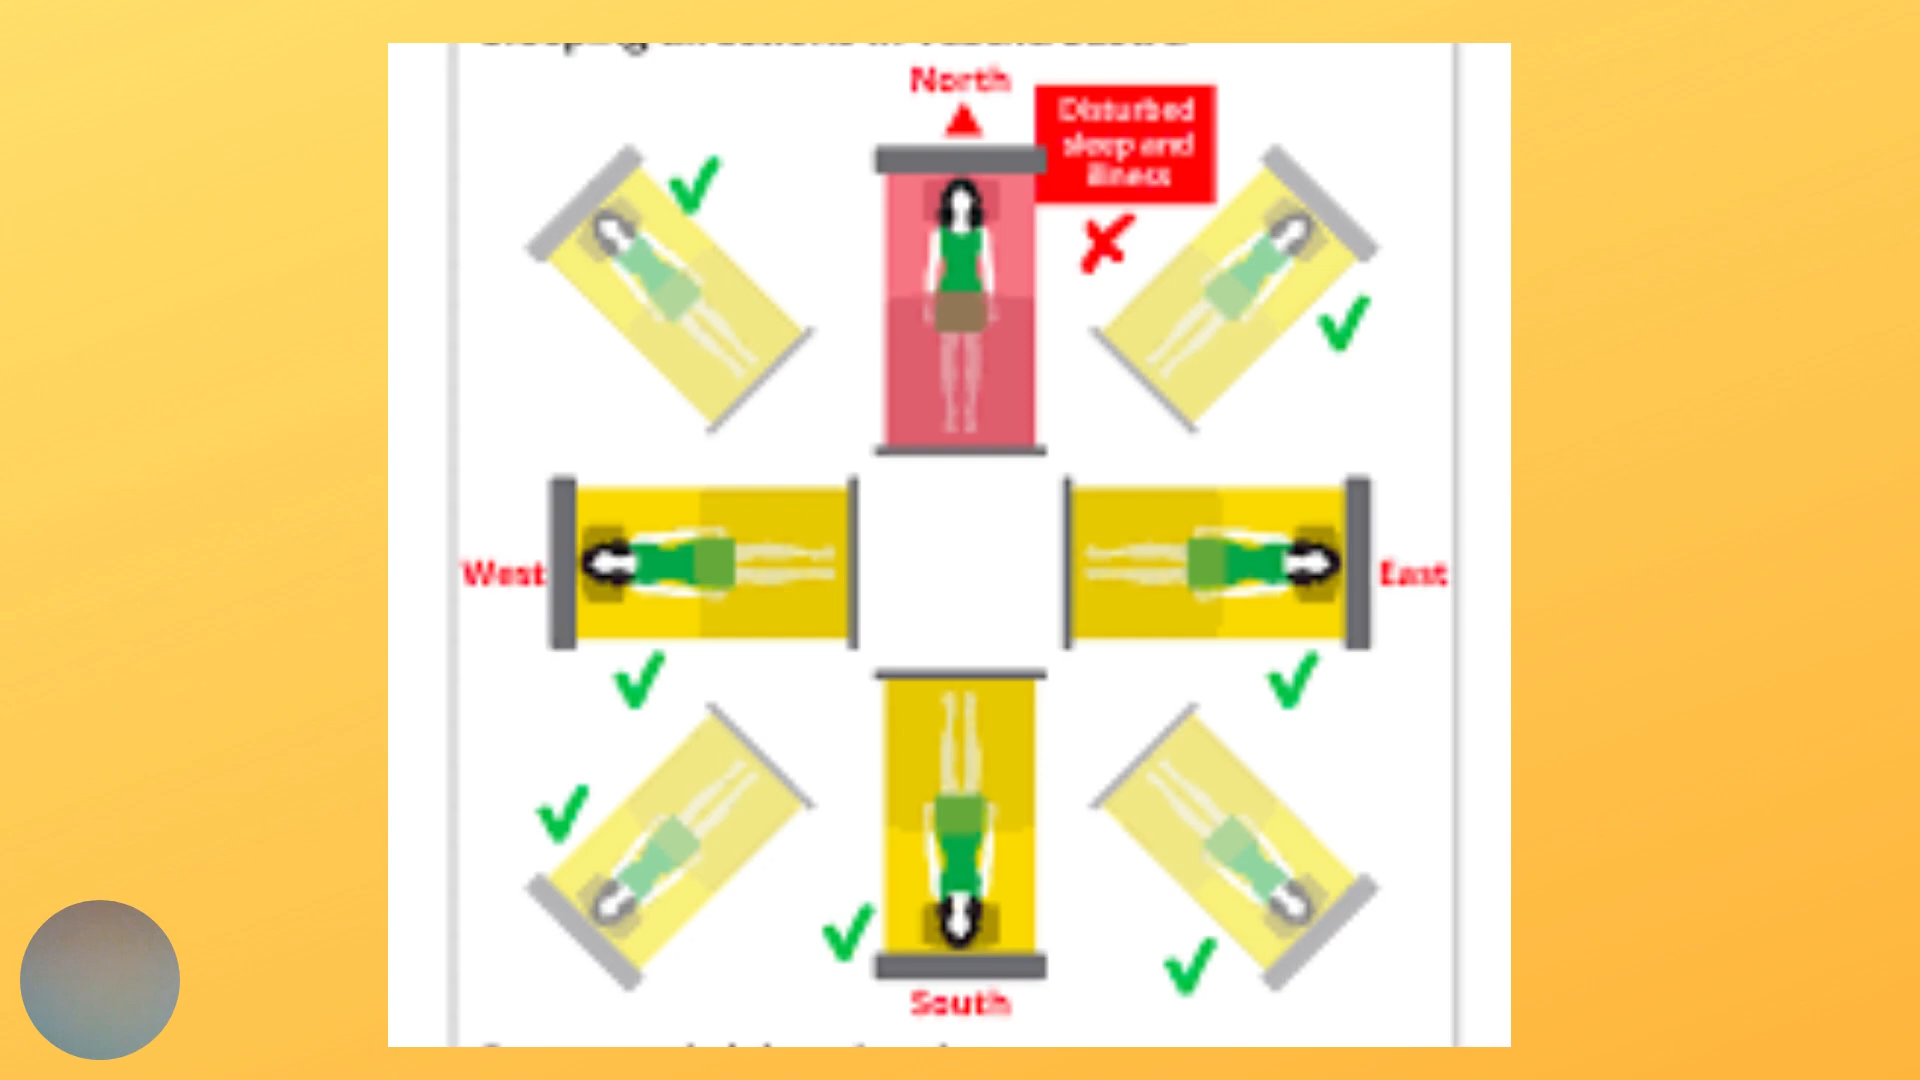 North
Disturbed
sleep and
illness
West
East
South